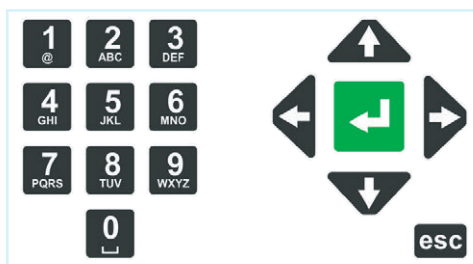 1 2 3
@ ABC DEF
4 5 6
GHI JKL MNO
7 8 9
PQRS TUV WXYZ
0
esc